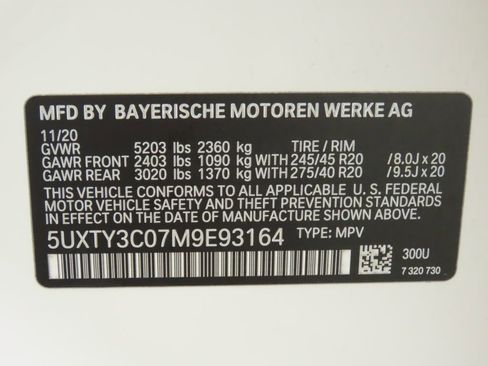 MFD BY BAYERISCHE MOTOREN WERKE AG
11/20
GVWR 5203 lbs 2360 kg TIRE / RIM
GAWR FRONT 2403 lbs 1090 kg WITH 245/45 R20 /8.0J x 20
GAWR REAR 3020 lbs 1370 kg WITH 275/40 R20 /9.5J x 20
THIS VEHICLE CONFORMS TO ALL APPLICABLE U. S. FEDERAL
MOTOR VEHICLE SAFETY AND THEFT PREVENTION STANDARDS
IN EFFECT ON THE DATE OF MANUFACTURE SHOWN ABOVE.
5UXTY3C07M9E93164 TYPE: MPV
300U
7 320 730